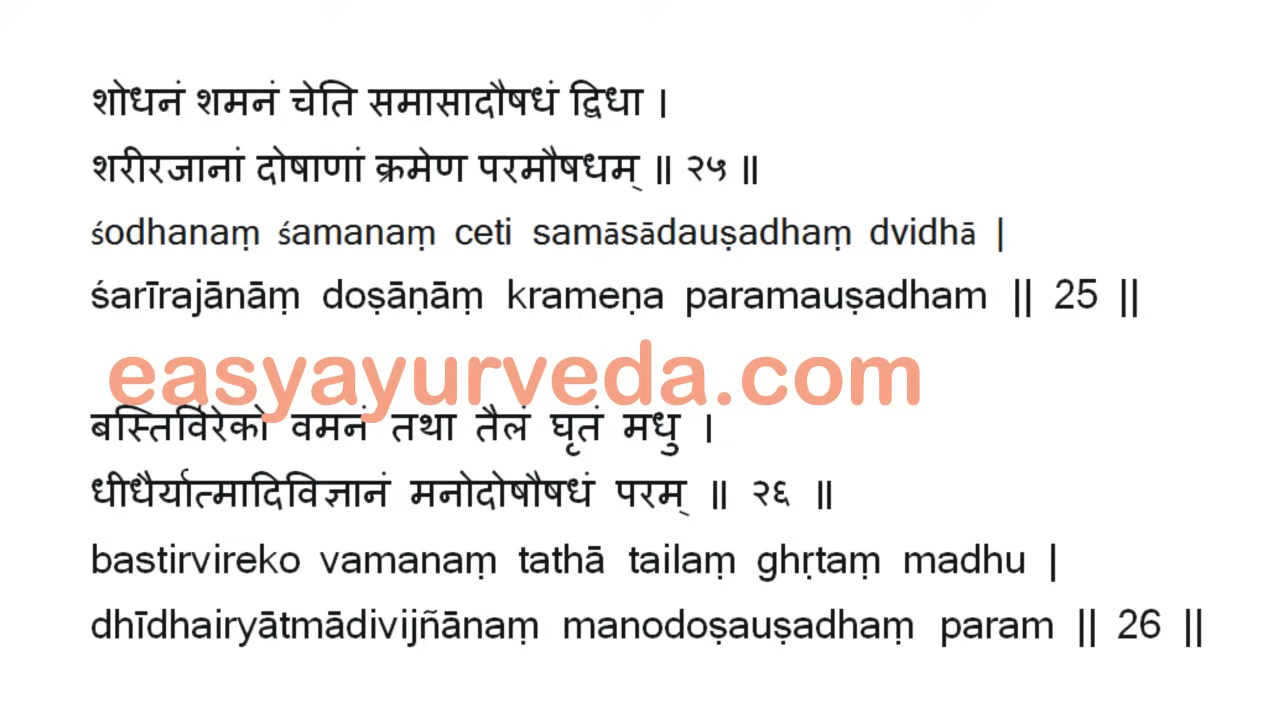 शोधनं शमनं चेति समासादौषधं द्विधा ।
शरीरजानां दोषाणां क्रमेण परमौषधम् ॥ २५ ॥
śodhanaṃ śamanaṃ ceti samāsādauṣadhaṃ dvidhā |
śarīrajānāṃ doṣāṇāṃ krameṇa paramauṣadham || 25 ||
easyayurveda.com
बस्तिर्विरेको वमनं तथा तैलं घृतं मधु ।
धीधैर्यात्मादिविज्ञानं मनोदोषौषधं परम् ॥ २६ ॥
bastirvireko vamanaṃ tathā tailaṃ ghṛtaṃ madhu |
dhīdhairyātmādivijñānaṃ manodoṣauṣadhaṃ param || 26 ||